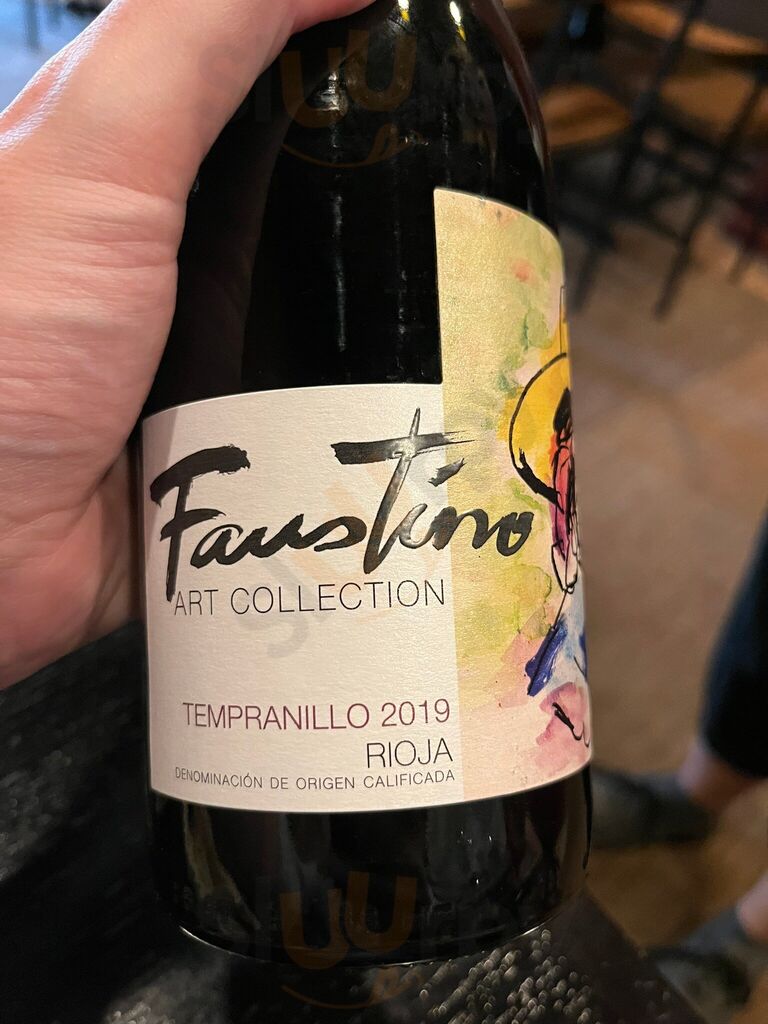 Faustino
ART COLLECTION
TEMPRANILLO 2019
RIOJA
DENOMINACIÓN DE ORIGEN CALIFICADA